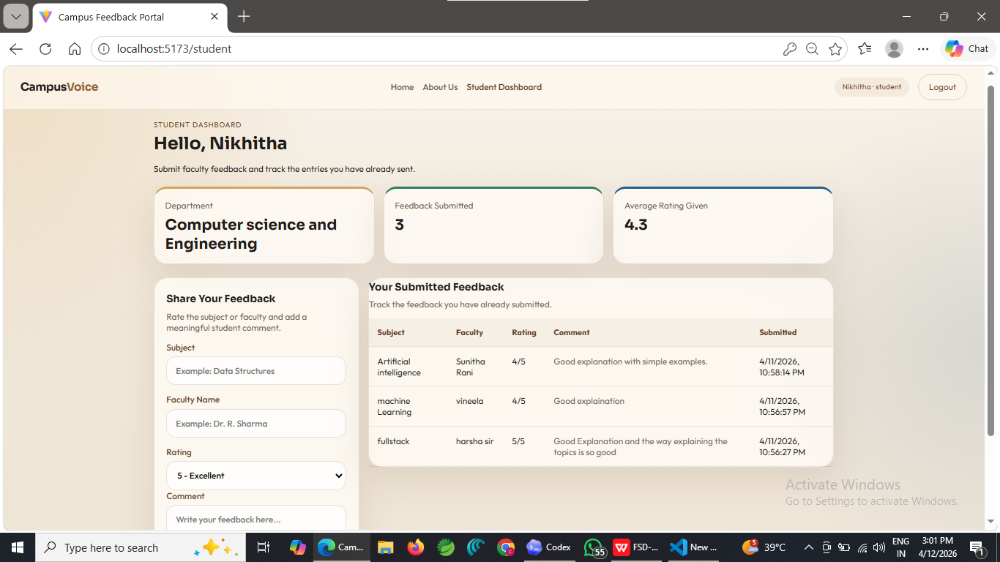 Campus Feedback Portal
localhost:5173/student
Chat
CampusVoice
Home About Us Student Dashboard
Nikhitha · student
Logout
STUDENT DASHBOARD
Hello, Nikhitha
Submit faculty feedback and track the entries you have already sent.
Department
Computer science and
Engineering
Feedback Submitted
3
Average Rating Given
4.3
Share Your Feedback
Rate the subject or faculty and add a
meaningful student comment.
Subject
Example: Data Structures
Faculty Name
Example: Dr. R. Sharma
Rating
5 - Excellent
Comment
Write your feedback here...
Your Submitted Feedback
Track the feedback you have already submitted.
Subject Faculty Rating Comment Submitted
Artificial
intelligence
Sunitha
Rani
4/5
Good explanation with simple examples.
4/11/2026,
10:58:14 PM
machine
Learning
vineela
4/5
Good explaination
4/11/2026,
10:56:57 PM
fullstack
harsha sir
5/5
Good Explanation and the way explaining the
topics is so good
4/11/2026,
10:56:27 PM
Activate Windows
Go to Settings to activate Windows.
Type here to search
Cam...
Codex
55
FSD-...
New ...
5
39°C
ENG
IN
3:01 PM
4/12/2026
1